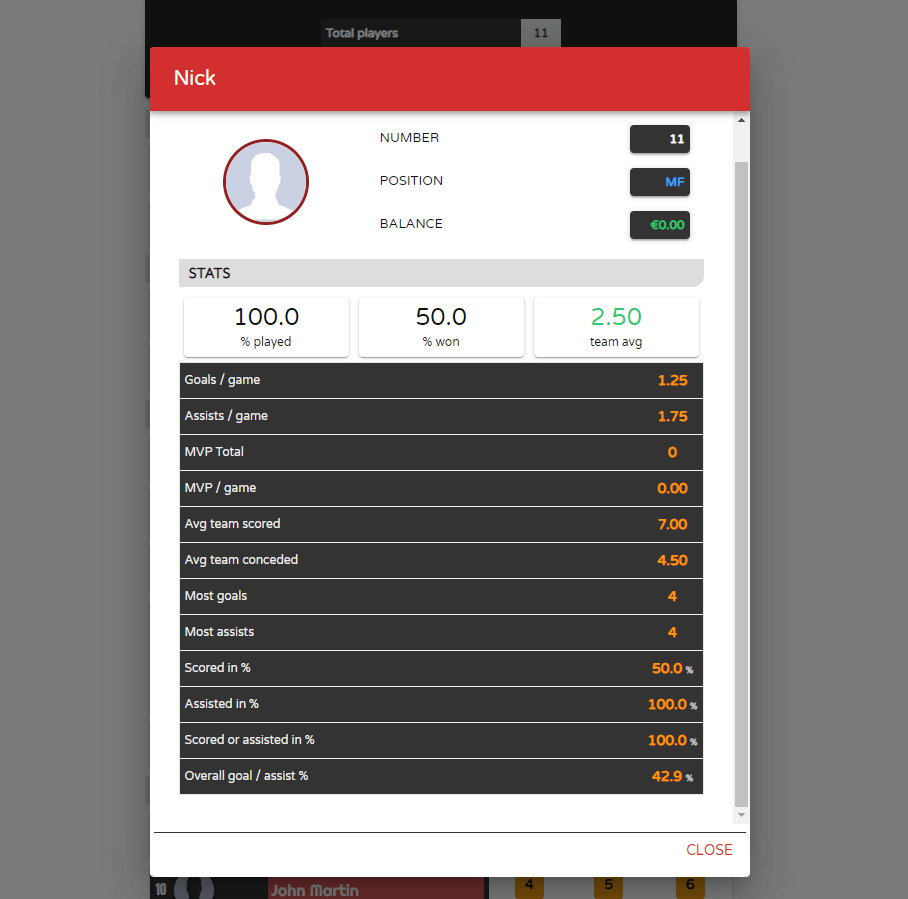 Total players 11
Nick
NUMBER 11
POSITION MF
BALANCE €0.00
STATS
100.0 50.0 2.50
% played % won team avg
Goals / game 1.25
Assists / game 1.75
MVP Total 0
MVP / game 0.00
Avg team scored 7.00
Avg team conceded 4.50
Most goals 4
Most assists 4
Scored in % 50.0 %
Assisted in % 100.0 %
Scored or assisted in % 100.0 %
Overall goal / assist % 42.9 %
CLOSE
10 John Martin 4 5 6